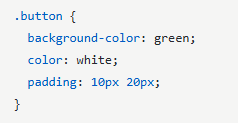 .button {
  background-color: green;
  color: white;
  padding: 10px 20px;
}